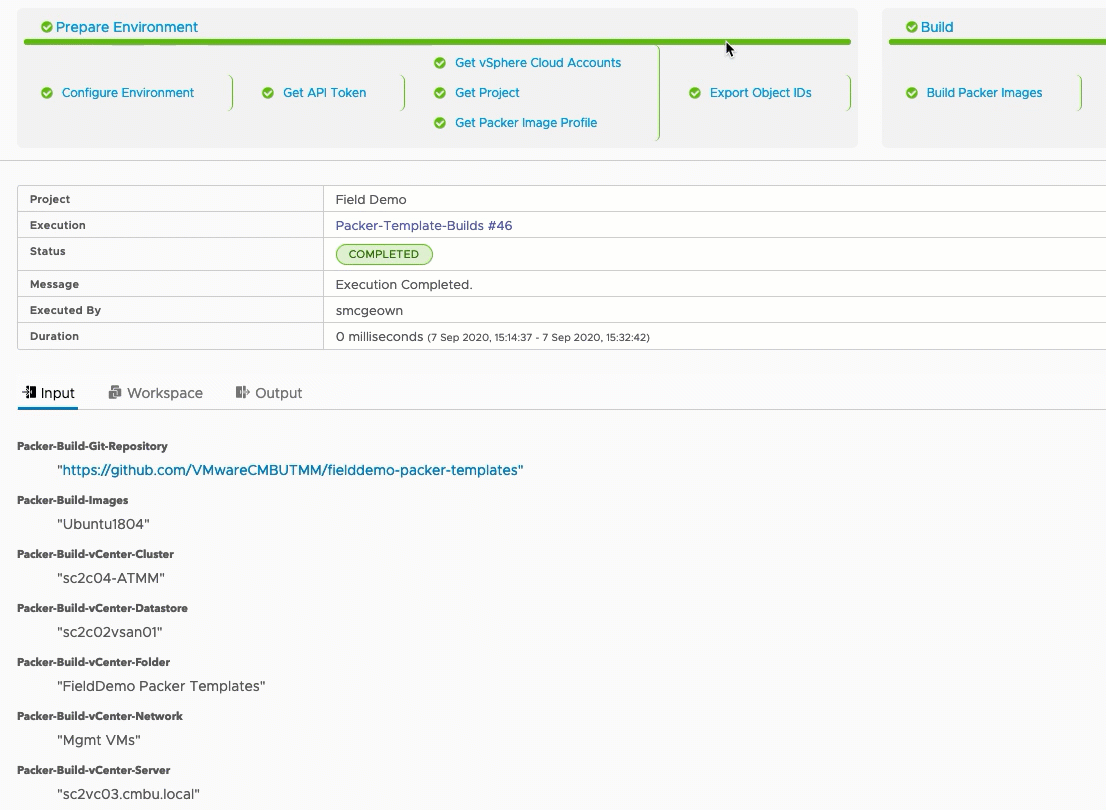 Prepare Environment
Build
Configure Environment
Get API Token
Get vSphere Cloud Accounts
Get Project
Get Packer Image Profile
Export Object IDs
Build Packer Images
Project Field Demo
Execution Packer-Template-Builds #46
Status COMPLETED
Message Execution Completed.
Executed By smcgeown
Duration 0 milliseconds (7 Sep 2020, 15:14:37 - 7 Sep 2020, 15:32:42)
Input Workspace Output
Packer-Build-Git-Repository
"https://github.com/VMwareCMBUTMM/fielddemo-packer-templates"
Packer-Build-Images
"Ubuntu1804"
Packer-Build-vCenter-Cluster
"sc2c04-ATMM"
Packer-Build-vCenter-Datastore
"sc2c02vsan01"
Packer-Build-vCenter-Folder
"FieldDemo Packer Templates"
Packer-Build-vCenter-Network
"Mgmt VMs"
Packer-Build-vCenter-Server
"sc2vc03.cmbu.local"